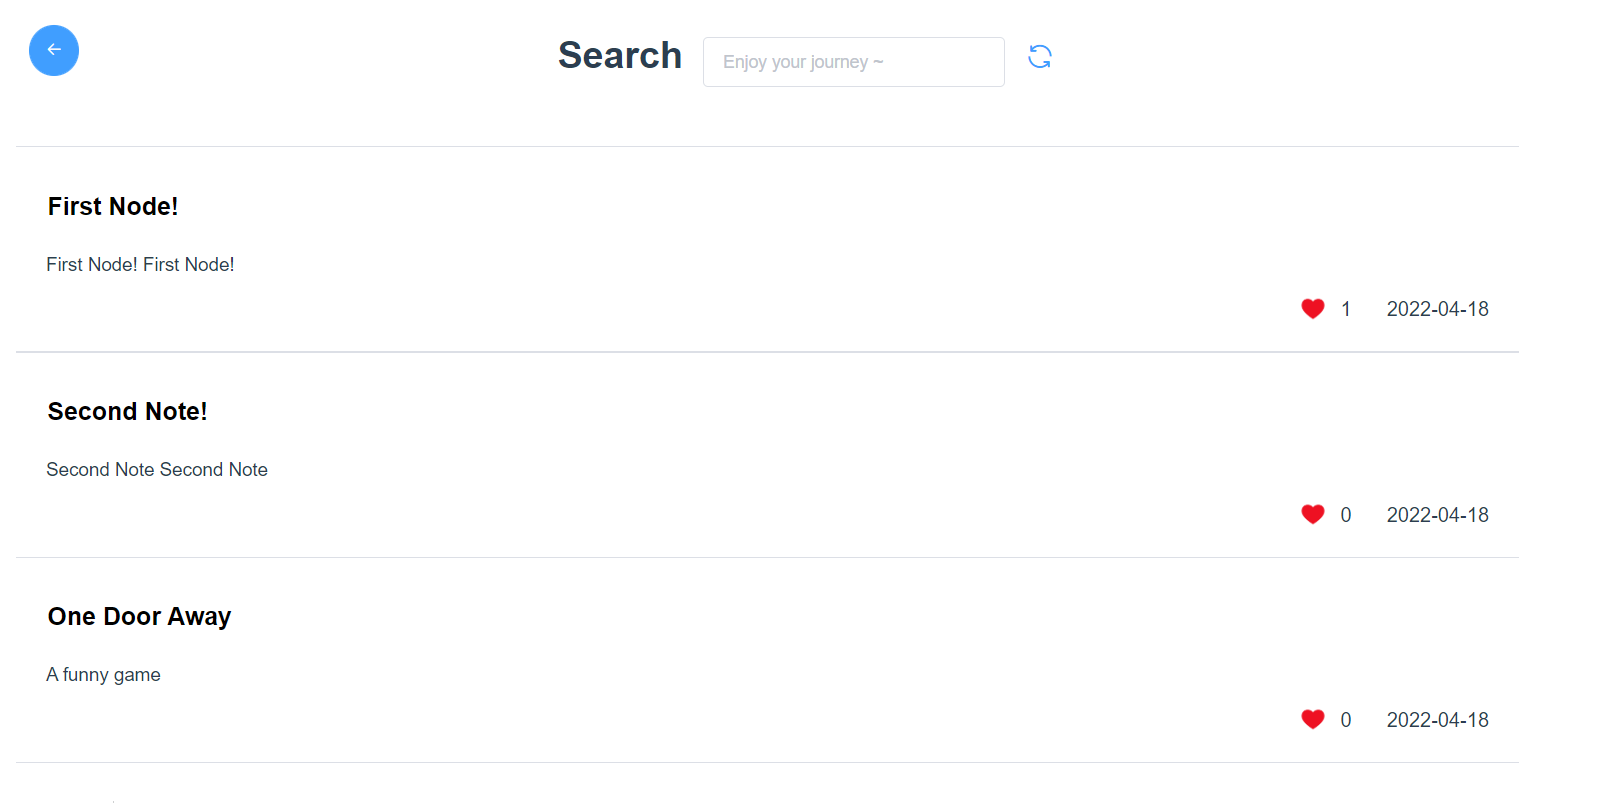 Search
Enjoy your journey ~
First Node!
First Node! First Node!
1 2022-04-18
Second Note!
Second Note Second Note
0 2022-04-18
One Door Away
A funny game
0 2022-04-18